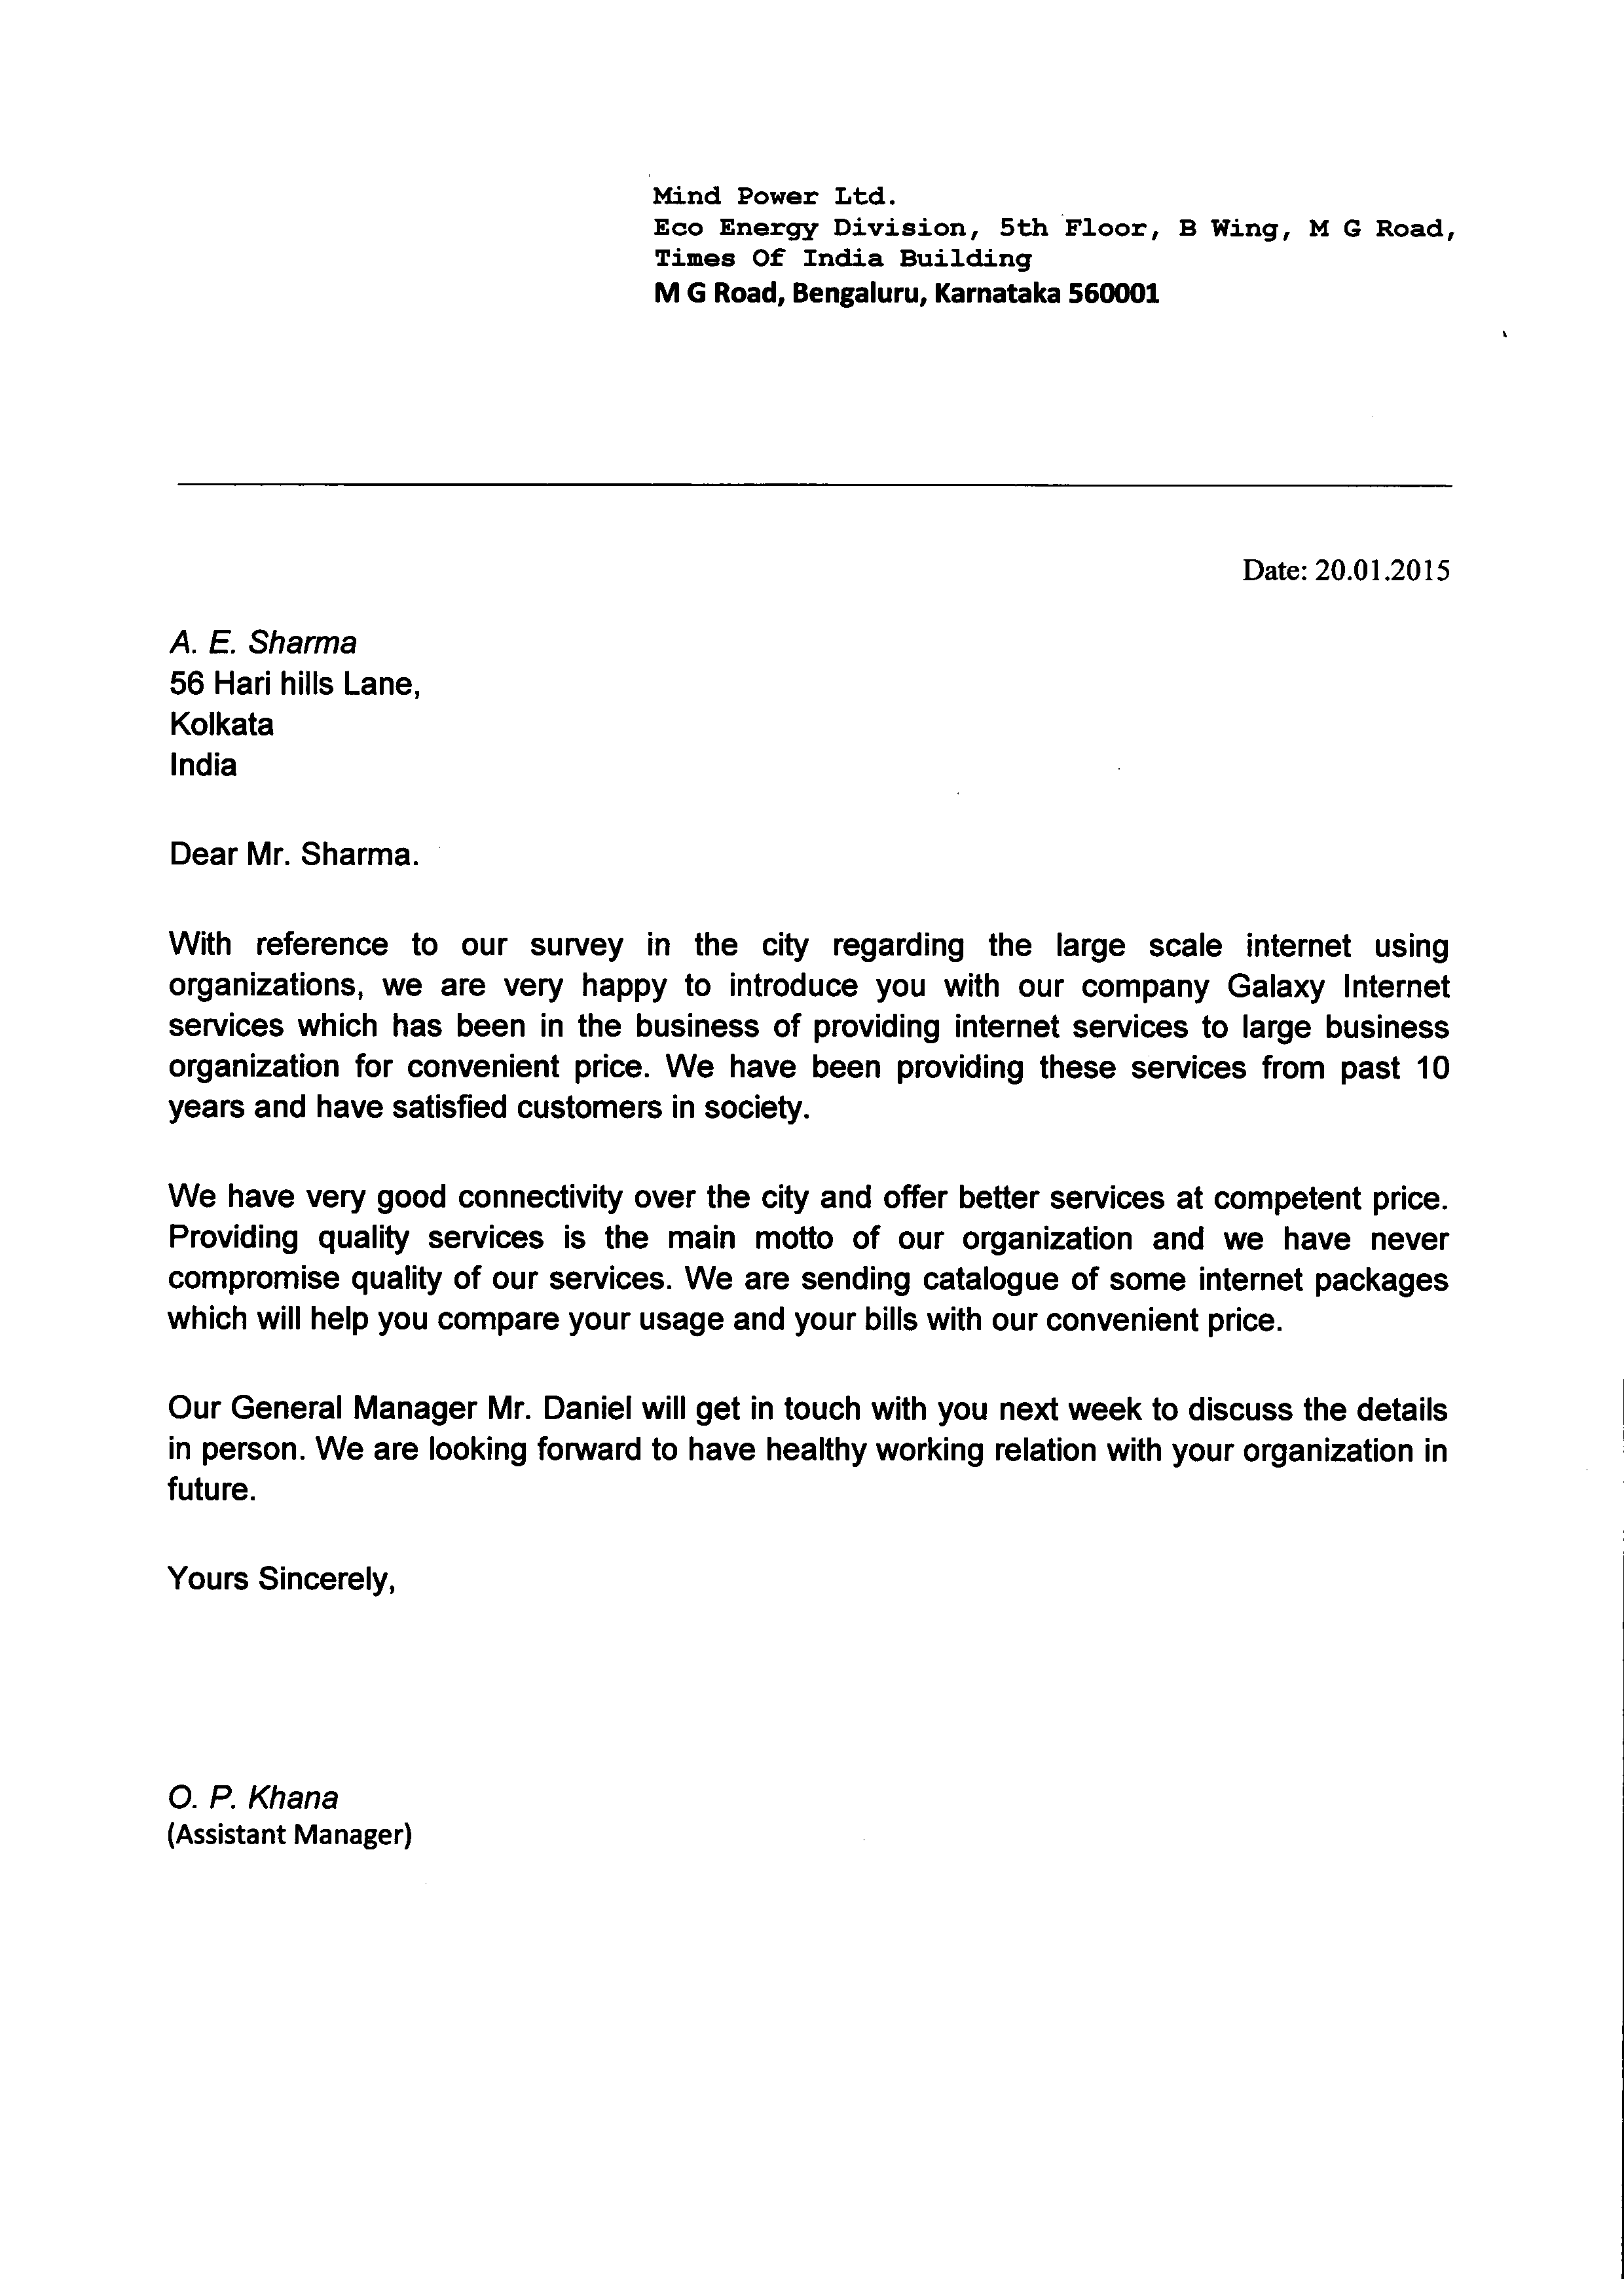 Mind Power Ltd.
Eco Energy Division, 5th Floor, B Wing, M G Road,
Times Of India Building
M G Road, Bengaluru, Karnataka 560001
Date: 20.01.2015
A. E. Sharma
56 Hari hills Lane,
Kolkata
India
Dear Mr. Sharma.
With reference to our survey in the city regarding the large scale internet using
organizations, we are very happy to introduce you with our company Galaxy Internet
services which has been in the business of providing internet services to large business
organization for convenient price. We have been providing these services from past 10
years and have satisfied customers in society.
We have very good connectivity over the city and offer better services at competent price.
Providing quality services is the main motto of our organization and we have never
compromise quality of our services. We are sending catalogue of some internet packages
which will help you compare your usage and your bills with our convenient price.
Our General Manager Mr. Daniel will get in touch with you next week to discuss the details
in person. We are looking forward to have healthy working relation with your organization in
future.
Yours Sincerely,
O. P. Khana
(Assistant Manager)